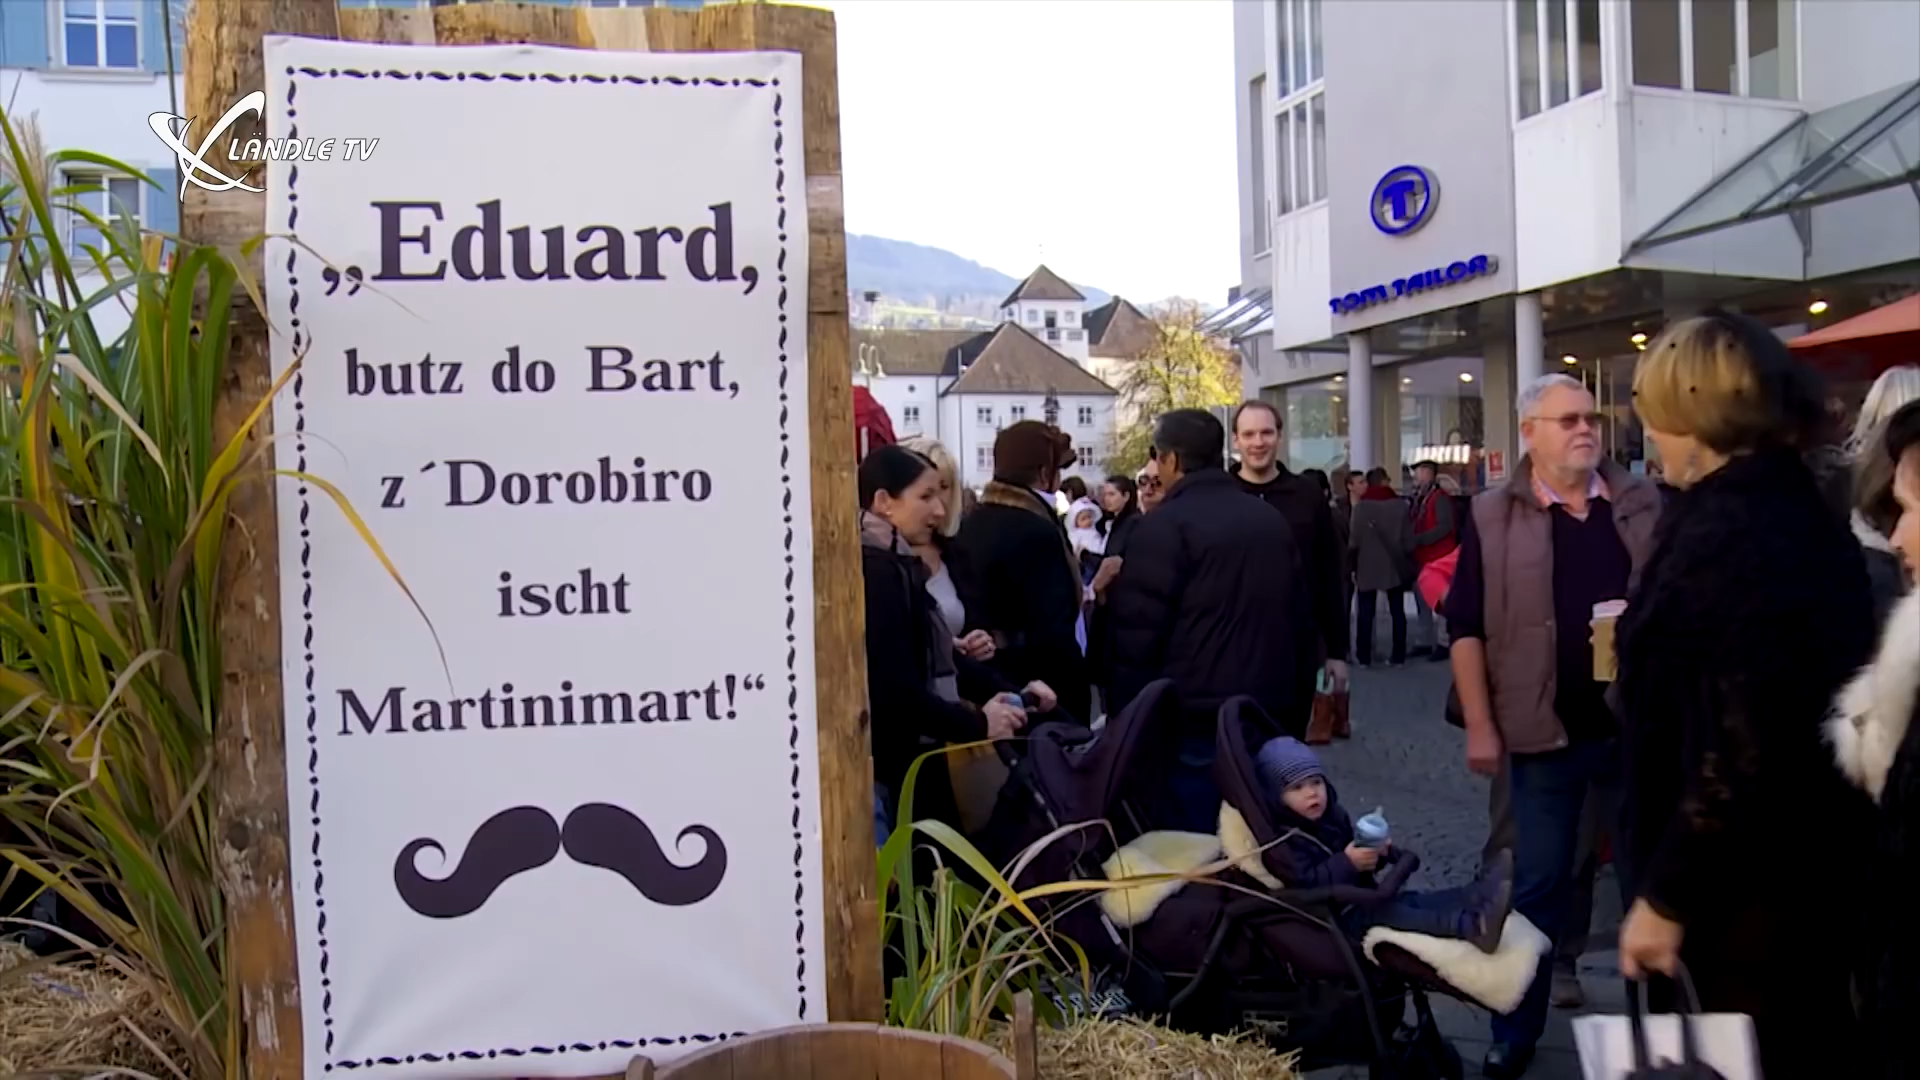 LÄNDLE TV
„Eduard,
butz do Bart,
z´Dorobiro
ischt
Martinimart!“
T
TOM TAILOR